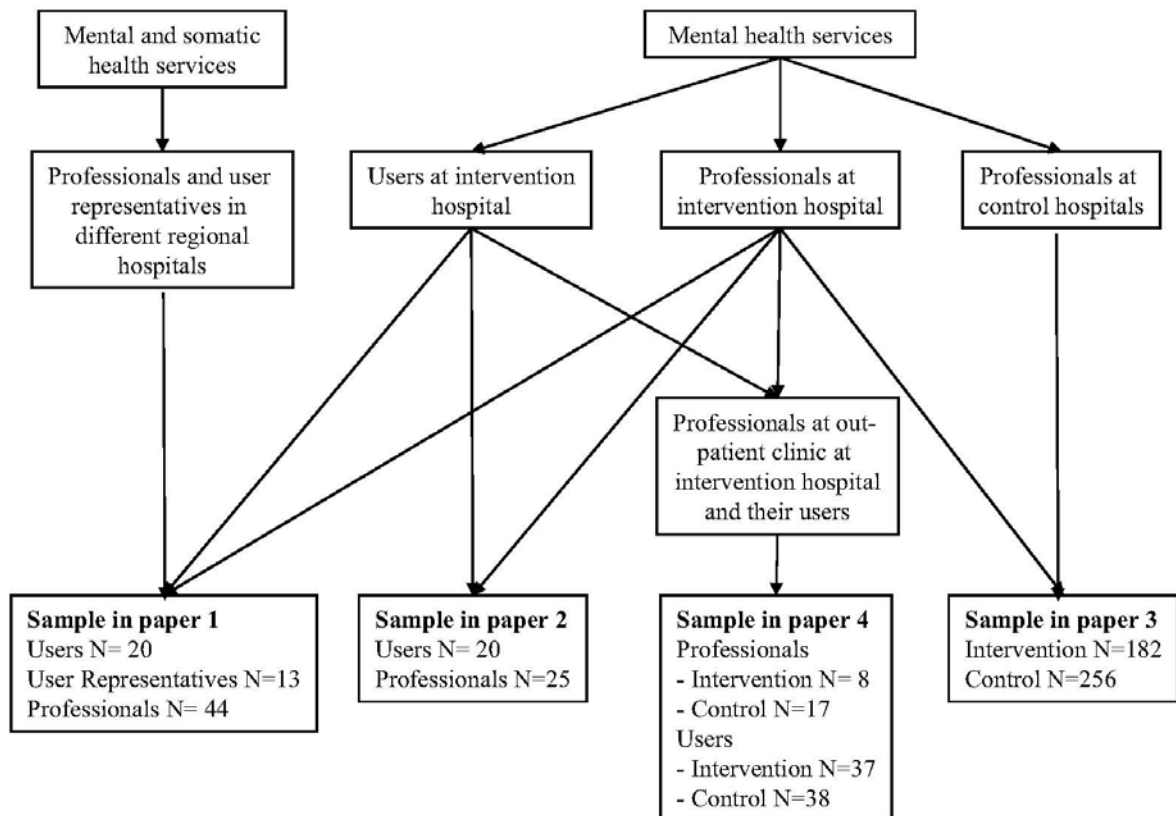 Mental and somatic
health services
Mental health services
Professionals and user
representatives in
different regional
hospitals
Users at intervention
hospital
Professionals at
intervention hospital
Professionals at
control hospitals
Professionals at out-
patient clinic at
intervention hospital
and their users
Sample in paper 1
Users N= 20
User Representatives N=13
Professionals N= 44
Sample in paper 2
Users N= 20
Professionals N=25
Sample in paper 4
Professionals
- Intervention N= 8
- Control N=17
Users
- Intervention N=37
- Control N=38
Sample in paper 3
Intervention N=182
Control N=256